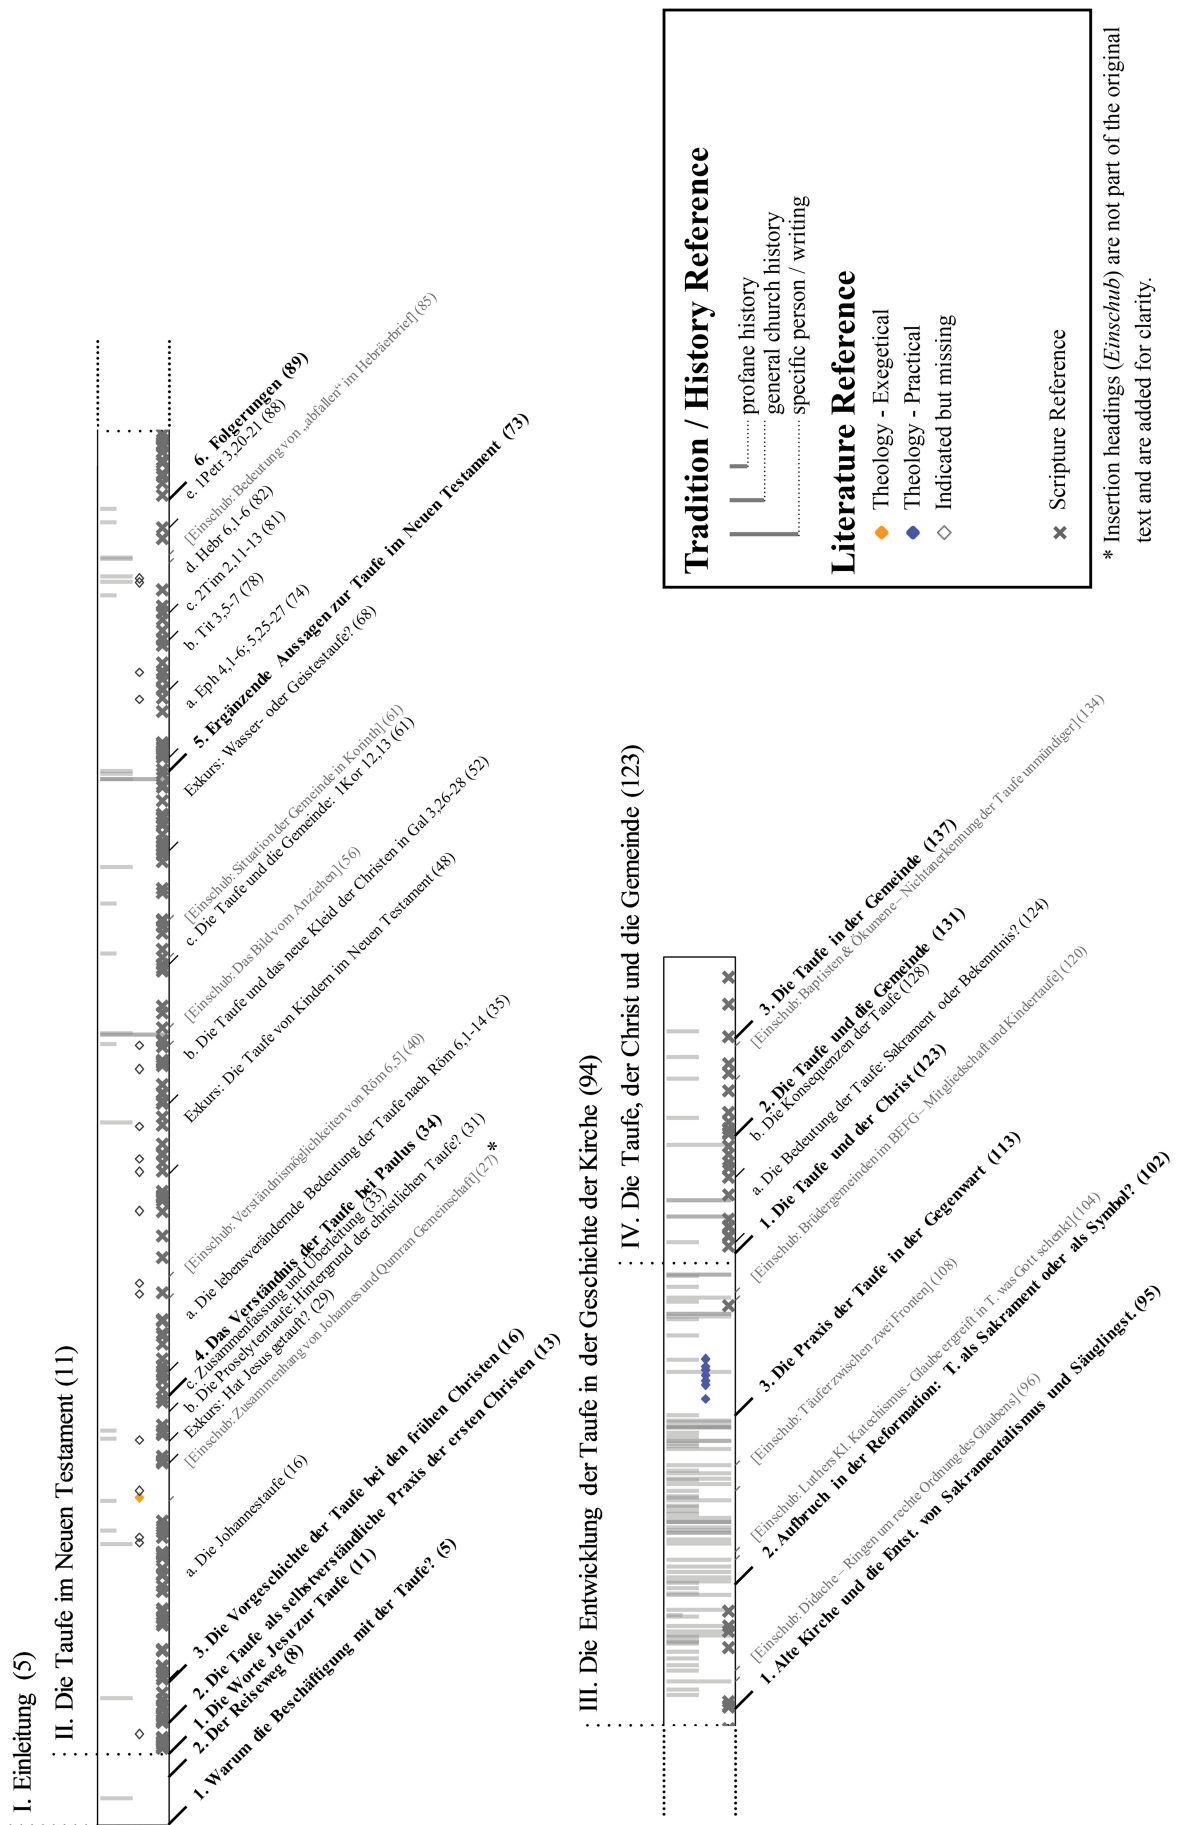 I. Einleitung (5)
II. Die Taufe im Neuen Testament (11)
1. Warum die Beschäftigung mit der Taufe? (5)
2. Der Reiseweg (8)
1. Die Worte Jesu zur Taufe (11)
2. Die Taufe als selbstverständliche Praxis der ersten Christen (13)
3. Die Vorgeschichte der Taufe bei den frühen Christen (16)
a. Die Johannestaufe (16)
[Einschub: Zusammenhang von Johannes und Qumran Gemeinschaft] (27)*
Exkurs: Hat Jesus getauft? (29)
b. Die Proselytentaufe: Hintergrund der christlichen Taufe? (31)
c. Zusammenfassung und Überleitung (33)
4. Das Verständnis der Taufe bei Paulus (34)
a. Die lebensverändernde Bedeutung der Taufe nach Röm 6,1-14 (35)
[Einschub: Verständnismöglichkeiten von Röm 6,5] (40)
Exkurs: Die Taufe von Kindern im Neuen Testament (48)
b. Die Taufe und das neue Kleid der Christen in Gal 3,26-28 (52)
[Einschub: Das Bild vom Anziehen] (56)
c. Die Taufe und die Gemeinde: 1Kor 12,13 (61)
[Einschub: Situation der Gemeinde in Korinth] (61)
Exkurs: Wasser- oder Geistestaufe? (68)
5. Ergänzende Aussagen zur Taufe im Neuen Testament (73)
a. Eph 4,1-6; 5,25-27 (74)
b. Tit 3,5-7 (78)
c. 2Tim 2,11-13 (81)
d. Hebr 6,1-6 (82)
[Einschub: Bedeutung von „abfallen“ im Hebräerbrief] (85)
e. 1Petr 3,20-21 (88)
6. Folgerungen (89)
III. Die Entwicklung der Taufe in der Geschichte der Kirche (94)
IV. Die Taufe, der Christ und die Gemeinde (123)
1. Alte Kirche und die Entst. von Sakramentalismus und Säuglingst. (95)
[Einschub: Didache – Ringen um rechte Ordnung des Glaubens] (96)
2. Aufbruch in der Reformation: T. als Sakrament oder als Symbol? (102)
[Einschub: Luthers Kl. Katechismus - Glaube ergreift in T. was Gott schenkt] (104)
[Einschub: Täufer zwischen zwei Fronten] (108)
3. Die Praxis der Taufe in der Gegenwart (113)
[Einschub: Brüdergemeinden im BEFG – Mitgliedschaft und Kindertaufe] (120)
1. Die Taufe und der Christ (123)
a. Die Bedeutung der Taufe: Sakrament oder Bekenntnis? (124)
b. Die Konsequenzen der Taufe (128)
2. Die Taufe und die Gemeinde (131)
[Einschub: Baptisten & Ökumene – Nichtanerkennung der Taufe unmündiger] (134)
3. Die Taufe in der Gemeinde (137)
Tradition / History Reference
profane history
general church history
specific person / writing
Literature Reference
Theology - Exegetical
Theology - Practical
Indicated but missing
Scripture Reference
* Insertion headings (Einschub) are not part of the original
text and are added for clarity.